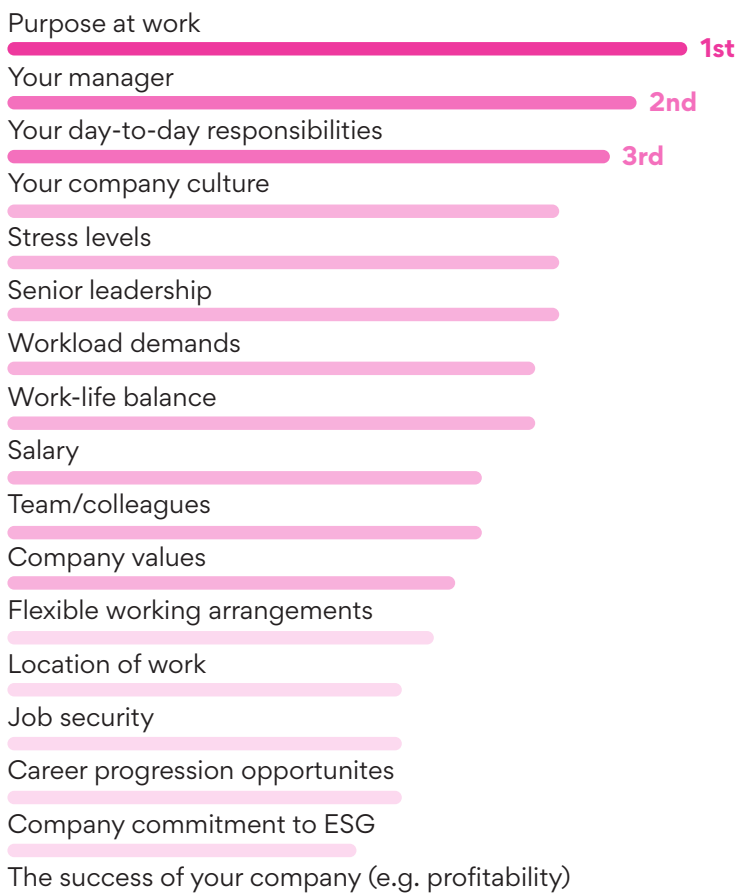 Purpose at work
1st
Your manager
2nd
Your day-to-day responsibilities
3rd
Your company culture
Stress levels
Senior leadership
Workload demands
Work-life balance
Salary
Team/colleagues
Company values
Flexible working arrangements
Location of work
Job security
Career progression opportunites
Company commitment to ESG
The success of your company (e.g. profitability)